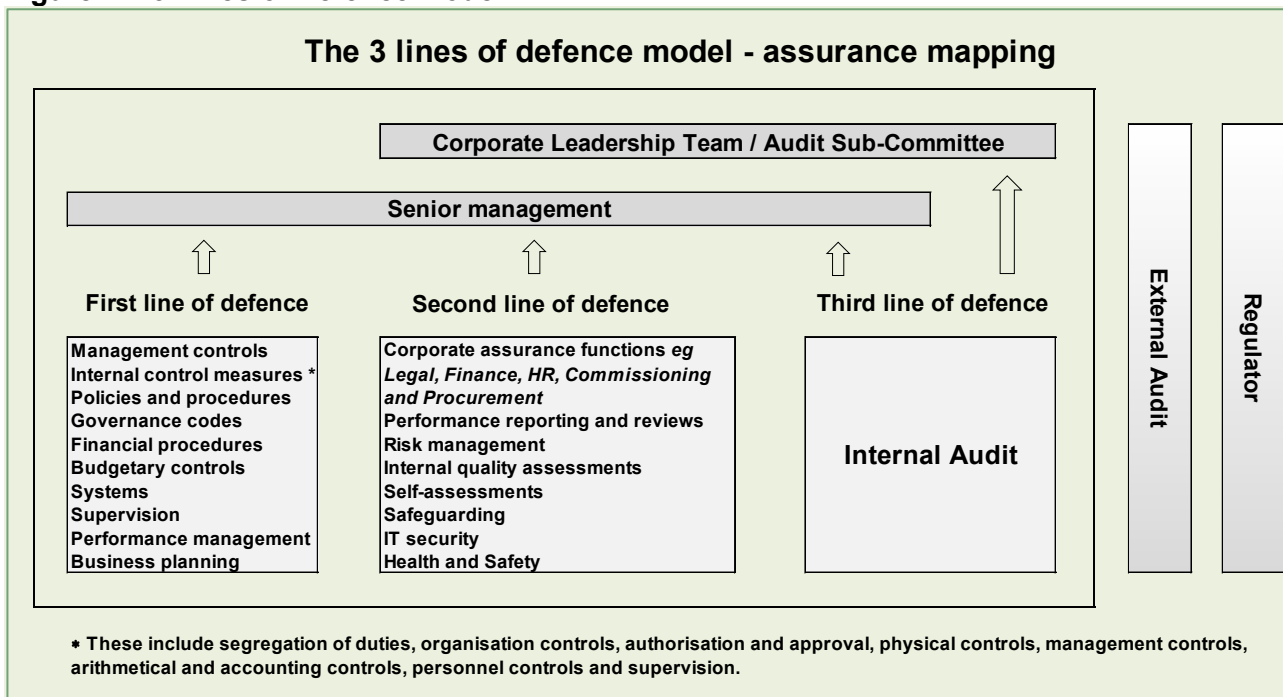 The 3 lines of defence model - assurance mapping
Corporate Leadership Team / Audit Sub-Committee
Senior management
First line of defence
Management controls
Internal control measures *
Policies and procedures
Governance codes
Financial procedures
Budgetary controls
Systems
Supervision
Performance management
Business planning
Second line of defence
Corporate assurance functions eg
Legal, Finance, HR, Commissioning
and Procurement
Performance reporting and reviews
Risk management
Internal quality assessments
Self-assessments
Safeguarding
IT security
Health and Safety
Third line of defence
Internal Audit
External Audit
Regulator
* These include segregation of duties, organisation controls, authorisation and approval, physical controls, management controls,
arithmetical and accounting controls, personnel controls and supervision.